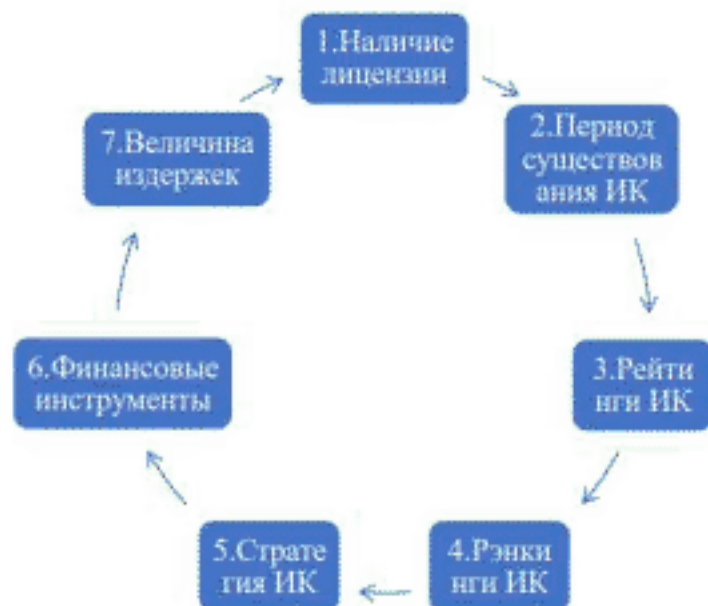 1.Наличие
лицензии
2.Период
существов
ания ИК
3.Рейти
нги ИК
4.Рэнки
нги ИК
5.Страте
гия ИК
6.Финансовые
инструменты
7.Величина
издержек